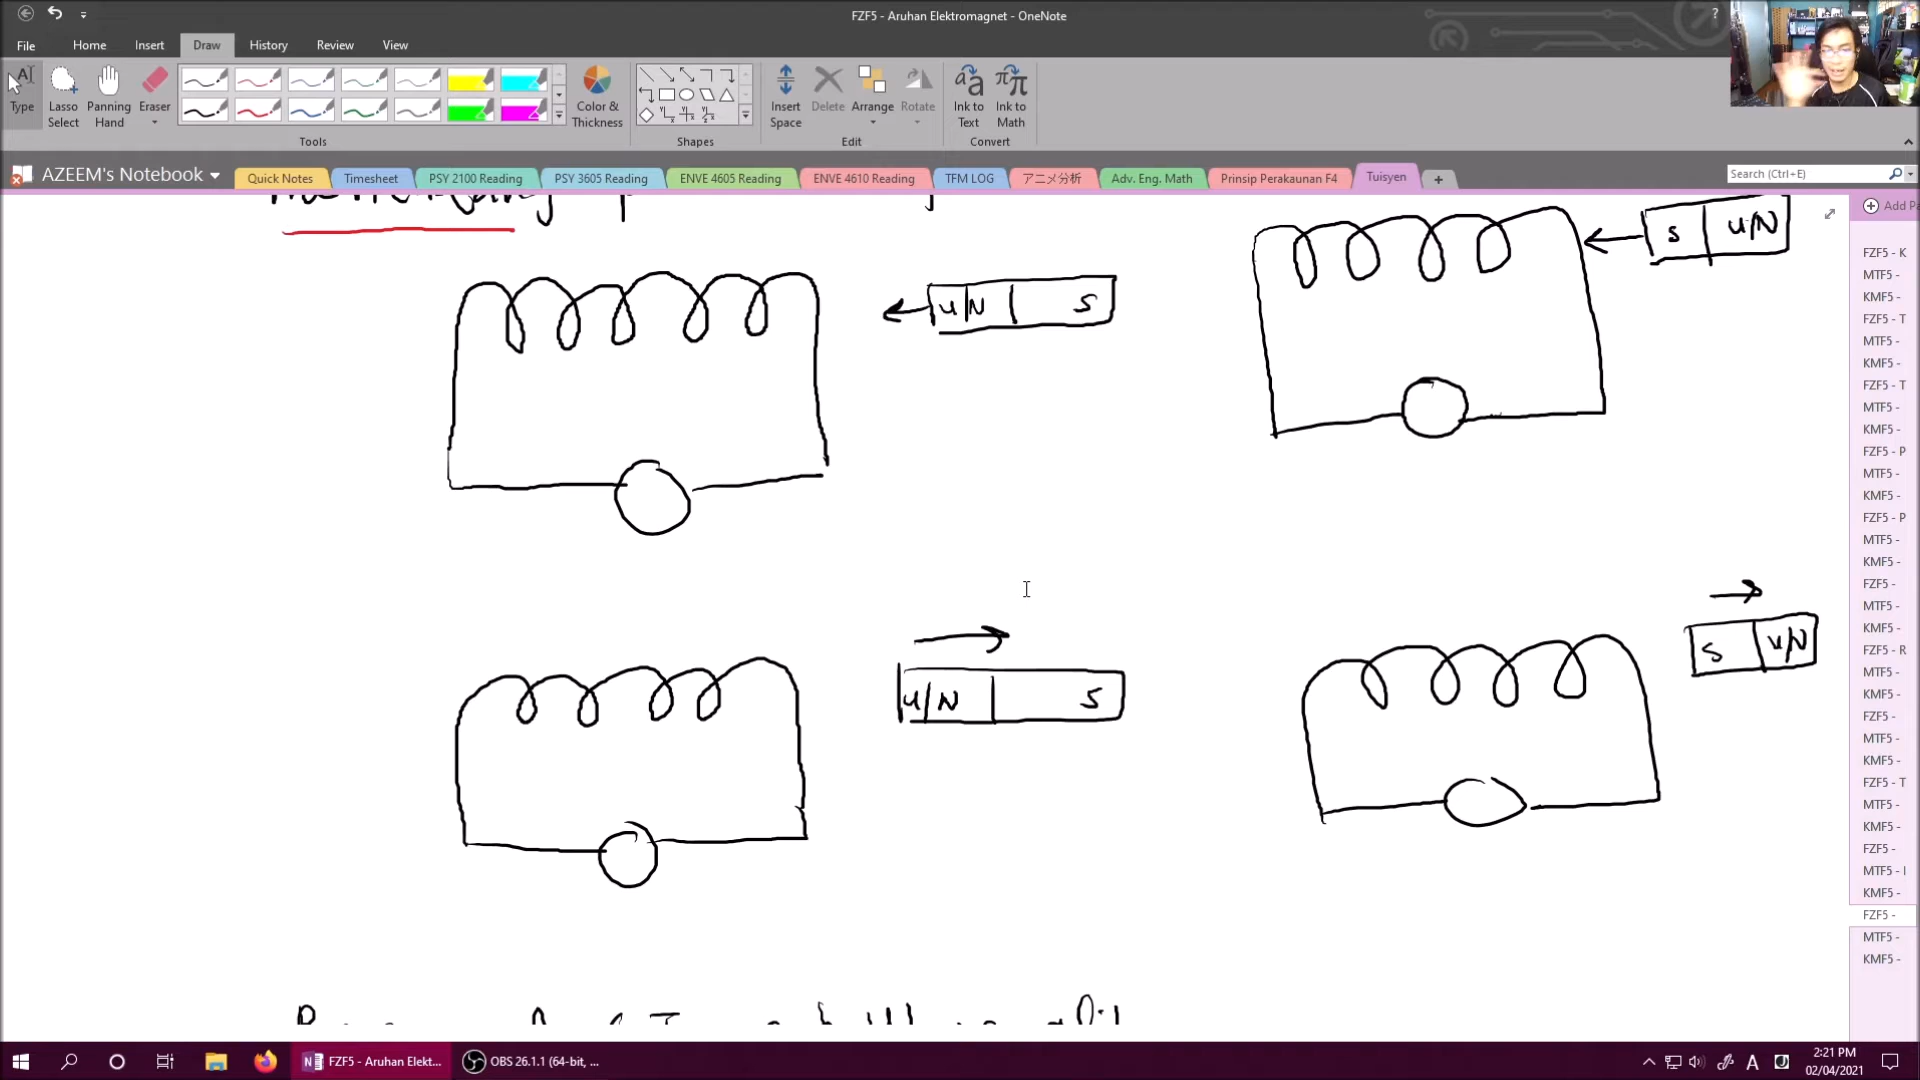 FZF5 - Aruhan Elektromagnet - OneNote
?
File Home Insert Draw History Review View
Type
Lasso Select
Panning Hand
Eraser
Color & Thickness
Insert Space
Delete
Arrange
Rotate
Ink to Text
Ink to Math
Tools
Shapes
Edit
Convert
AZEEM's Notebook
Quick Notes
Timesheet
PSY 2100 Reading
PSY 3605 Reading
ENVE 4605 Reading
ENVE 4610 Reading
TFM LOG
アニメ分析
Adv. Eng. Math
Prinsip Perakaunan F4
Tuisyen
Search (Ctrl+E)
Add Pa
S U/N
U/N S
U/N S
S U/N
FZF5 - K
MTF5 -
KMF5 -
FZF5 - T
MTF5 -
KMF5 -
FZF5 - T
MTF5 -
KMF5 -
FZF5 - P
MTF5 -
KMF5 -
FZF5 - P
MTF5 -
KMF5 -
FZF5 -
MTF5 -
KMF5 -
FZF5 - R
MTF5 -
KMF5 -
FZF5 -
MTF5 -
KMF5 -
FZF5 - T
MTF5 -
KMF5 -
FZF5 -
MTF5 - I
KMF5 -
FZF5 -
MTF5 -
KMF5 -
FZF5 - Aruhan Elekt...
OBS 26.1.1 (64-bit, ...
A
2:21 PM
02/04/2021